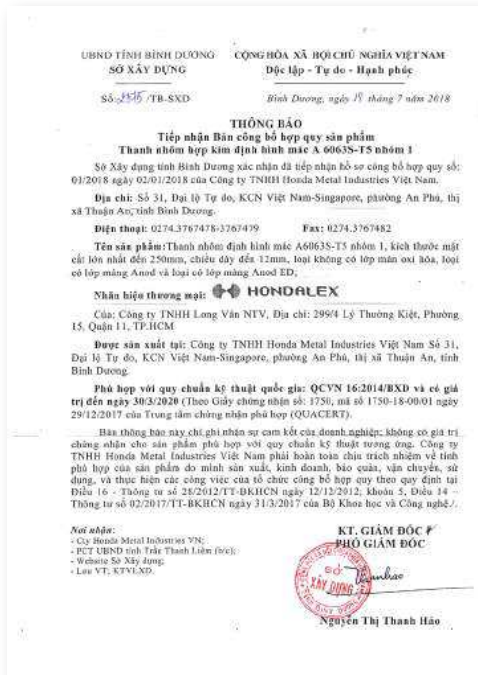 UBND TỈNH BÌNH DƯƠNG
SỞ XÂY DỰNG
CỘNG HÒA XÃ HỘI CHỦ NGHĨA VIỆT NAM
Độc lập - Tự do - Hạnh phúc
Số: /TB-SXD
Bình Dương, ngày 18 tháng 7 năm 2018
THÔNG BÁO
Tiếp nhận Bản công bố hợp quy sản phẩm
Thanh nhôm hợp kim định hình mác A 6063S-T5 nhóm 1
Sở Xây dựng tỉnh Bình Dương xác nhận đã tiếp nhận hồ sơ công bố hợp quy số:
01/2018 ngày 02/01/2018 của Công ty TNHH Honda Metal Industries Việt Nam.
Địa chỉ: Số 31, Đại lộ Tự do, KCN Việt Nam-Singapore, phường An Phú, thị
xã Thuận An, tỉnh Bình Dương.
Điện thoại: 0274.3767478-3767479 Fax: 0274.3767482
Tên sản phẩm:Thanh nhôm định hình mác A6063S-T5 nhóm 1, kích thước mặt
cắt lớn nhất đến 250mm, chiều dày đến 12mm, loại không có lớp màn oxi hóa, loại
có lớp màng Anod và loại có lớp màng Anod ED;
Nhãn hiệu thương mại: HONDALEX
Của: Công ty TNHH Long Vân NTV, Địa chỉ: 299/4 Lý Thường Kiệt, Phường
15, Quận 11, TP.HCM
Được sản xuất tại: Công ty TNHH Honda Metal Industries Việt Nam Số 31,
Đại lộ Tự do, KCN Việt Nam-Singapore, phường An Phú, thị xã Thuận An, tỉnh
Bình Dương.
Phù hợp với quy chuẩn kỹ thuật quốc gia: QCVN 16:2014/BXD và có giá
trị đến ngày 30/3/2020 (Theo Giấy chứng nhận số: 1750, mã số 1750-18-00/01 ngày
29/12/2017 của Trung tâm chứng nhận phù hợp (QUACERT).
Bản thông báo này chỉ ghi nhận sự cam kết của doanh nghiệp; không có giá trị
chứng nhận cho sản phẩm phù hợp với quy chuẩn kỹ thuật tương ứng. Công ty
TNHH Honda Metal Industries Việt Nam phải hoàn toàn chịu trách nhiệm về tính
phù hợp của sản phẩm do mình sản xuất, kinh doanh, bảo quản, vận chuyển, sử
dụng, và thực hiện các công việc của tổ chức công bố hợp quy theo quy định tại
Điều 16 - Thông tư số 28/2012/TT-BKHCN ngày 12/12/2012; khoản 5, Điều 14 –
Thông tư số 02/2017/TT-BKHCN ngày 31/3/2017 của Bộ Khoa học và Công nghệ./.
Nơi nhận:
- Cty Honda Metal Industries VN;
- PCT UBND tỉnh Trần Thanh Liêm (b/c);
- Website Sở Xây dựng;
- Lưu VT, KTVLXD.
KT. GIÁM ĐỐC
PHÓ GIÁM ĐỐC
SỞ
XÂY DỰNG
Nguyễn Thị Thanh Hảo